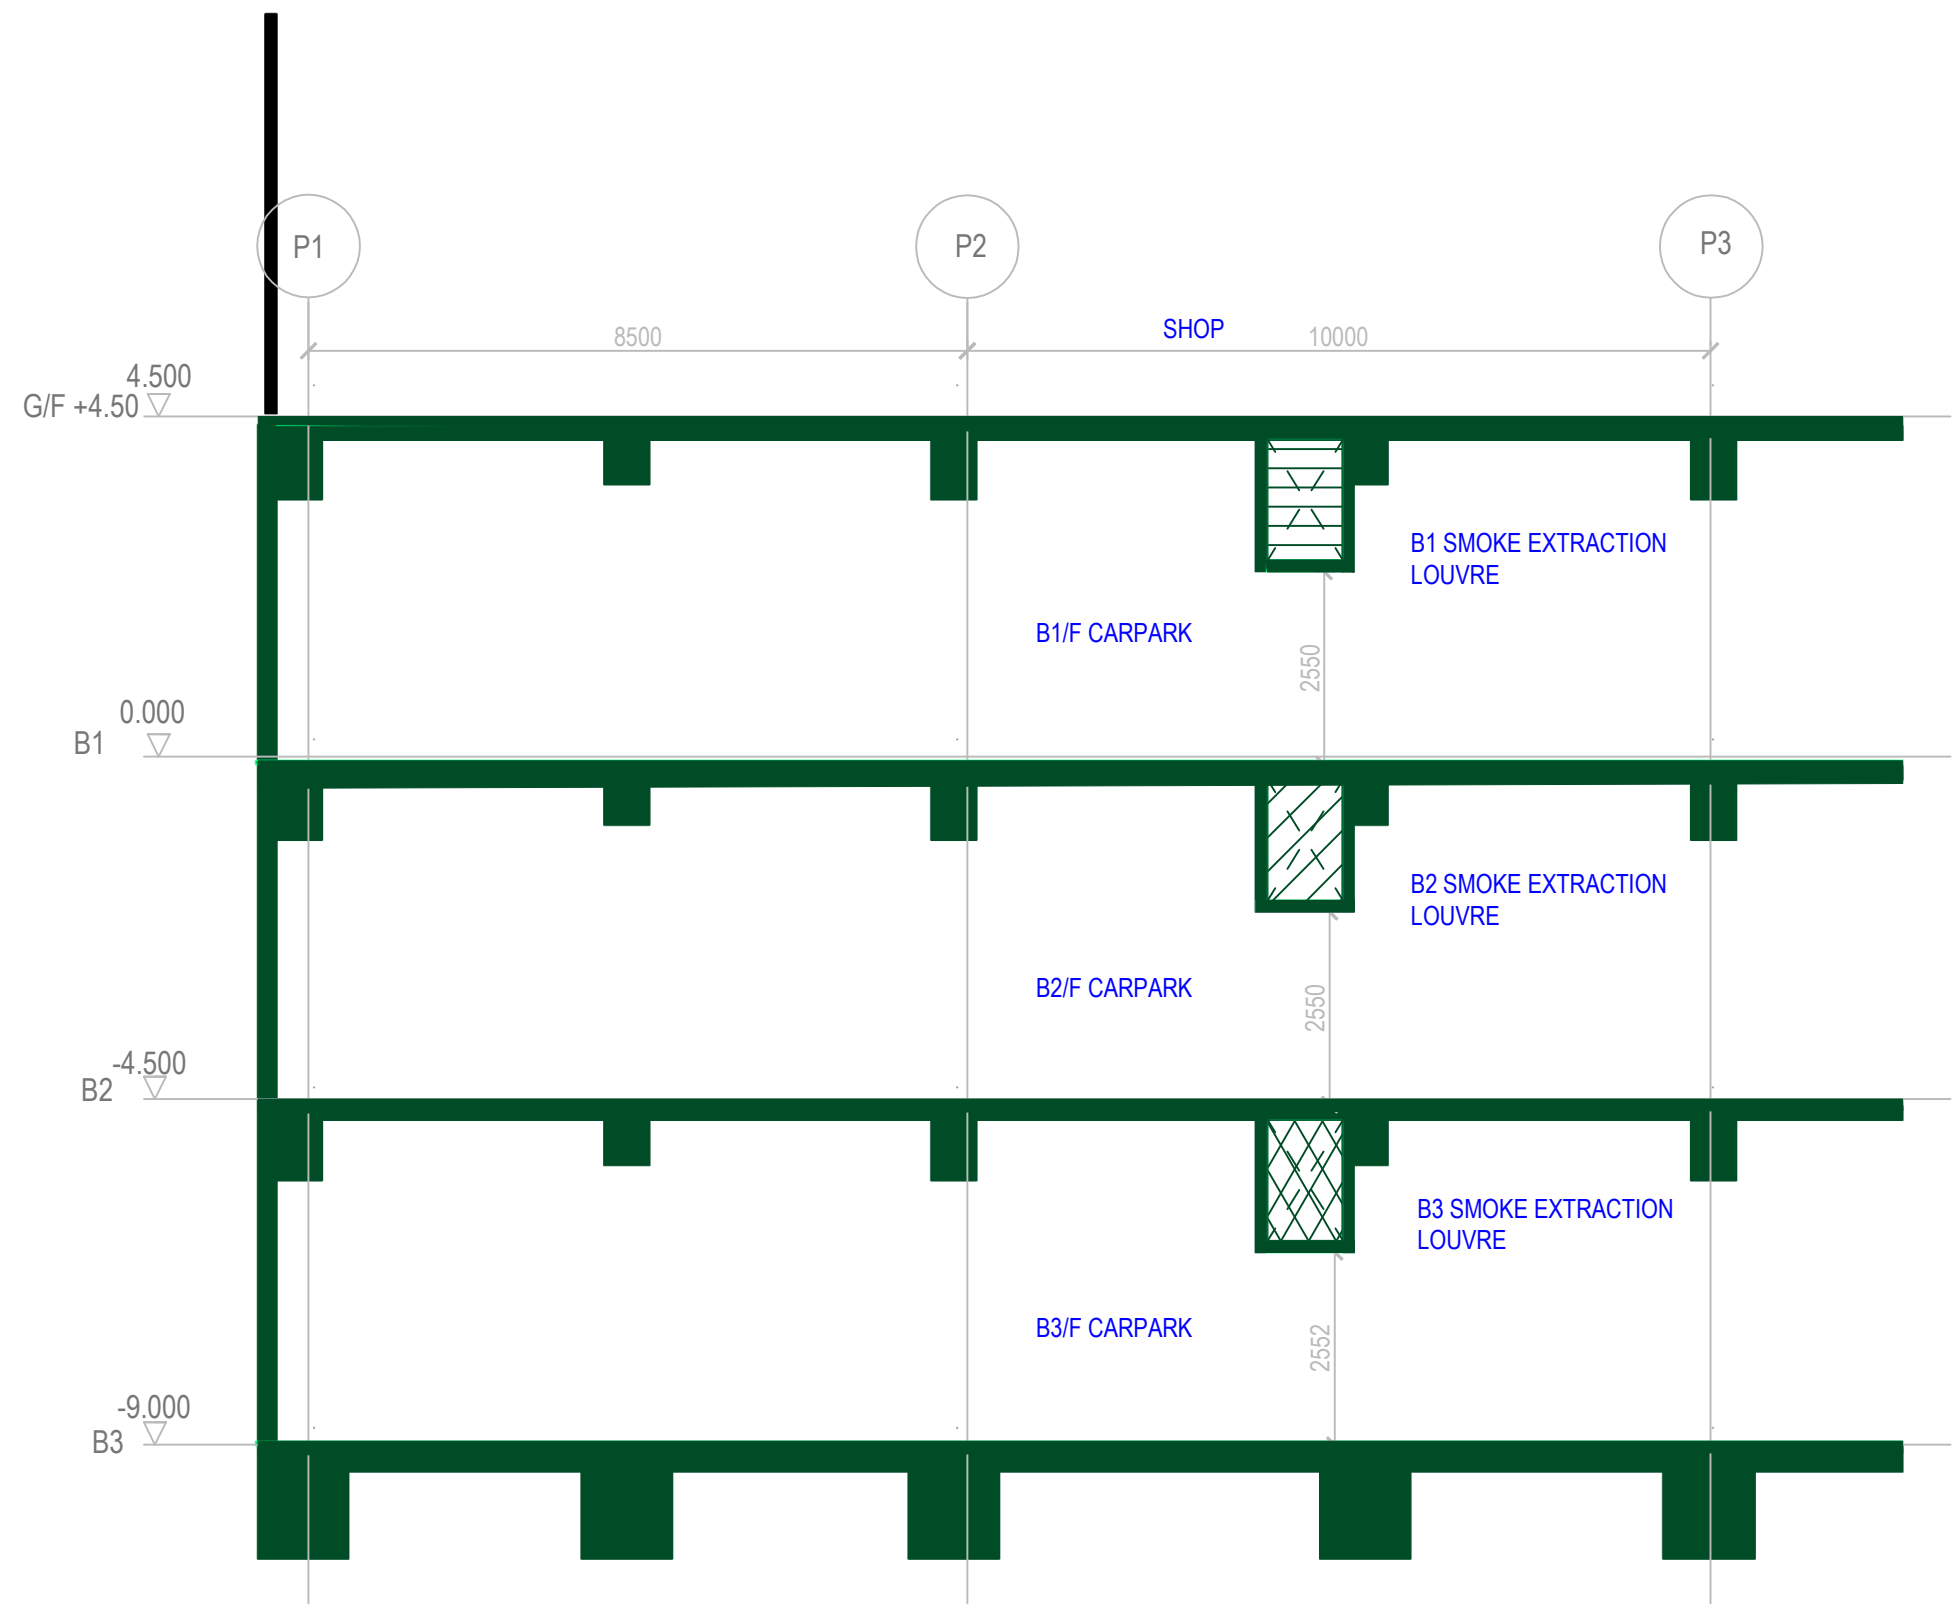 P1
P2
P3
8500
SHOP
10000
4.500
G/F +4.50
B1 SMOKE EXTRACTION
LOUVRE
B1/F CARPARK
2550
0.000
B1
B2 SMOKE EXTRACTION
LOUVRE
B2/F CARPARK
2550
-4.500
B2
B3 SMOKE EXTRACTION
LOUVRE
B3/F CARPARK
2552
-9.000
B3